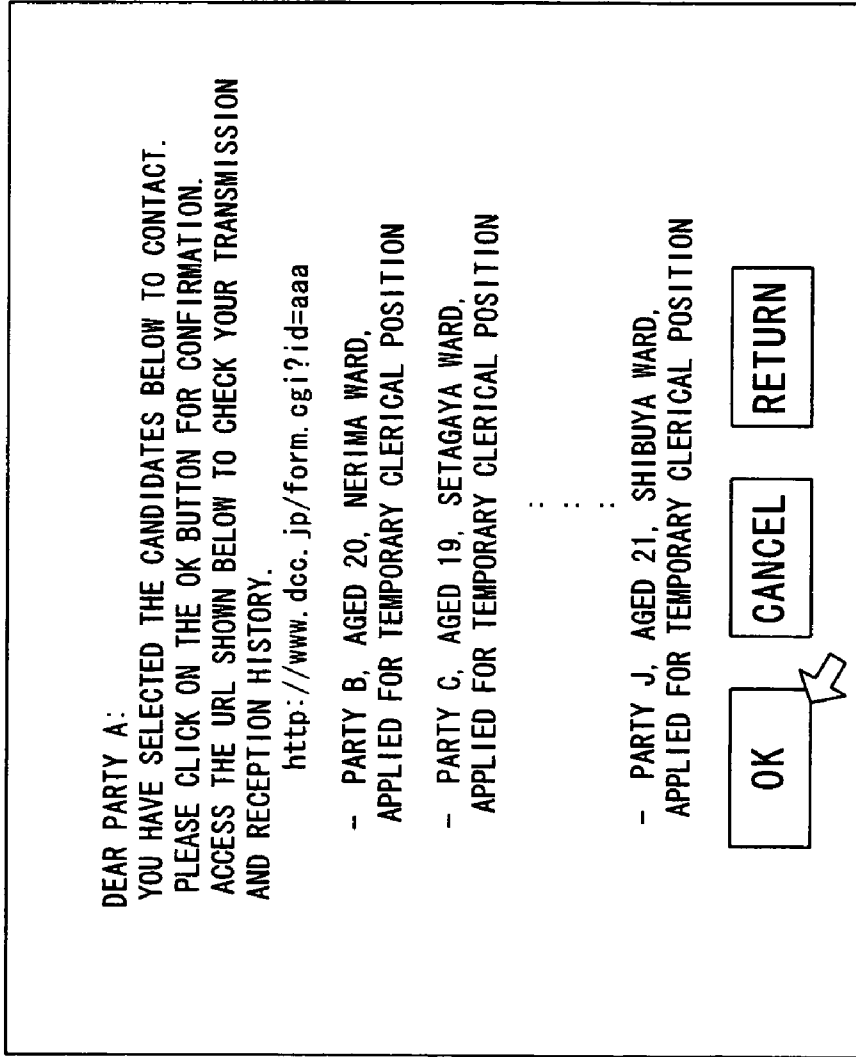 DEAR PARTY A:
YOU HAVE SELECTED THE CANDIDATES BELOW TO CONTACT.
PLEASE CLICK ON THE OK BUTTON FOR CONFIRMATION.
ACCESS THE URL SHOWN BELOW TO CHECK YOUR TRANSMISSION
AND RECEPTION HISTORY.
http://www.dcc.jp/form.cgi?id=aaa
- PARTY B, AGED 20, NERIMA WARD,
APPLIED FOR TEMPORARY CLERICAL POSITION
- PARTY C, AGED 19, SETAGAYA WARD,
APPLIED FOR TEMPORARY CLERICAL POSITION
:
:
:
- PARTY J, AGED 21, SHIBUYA WARD,
APPLIED FOR TEMPORARY CLERICAL POSITION
OK CANCEL RETURN